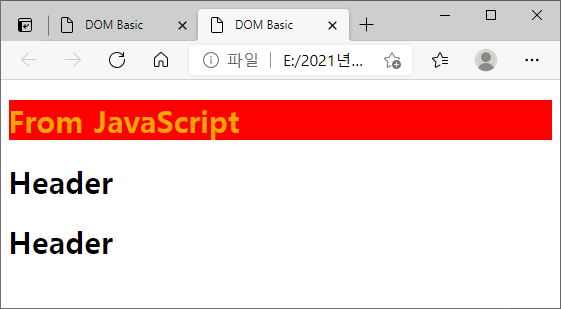 DOM Basic
DOM Basic
파일
E:/2021년...
From JavaScript
Header
Header